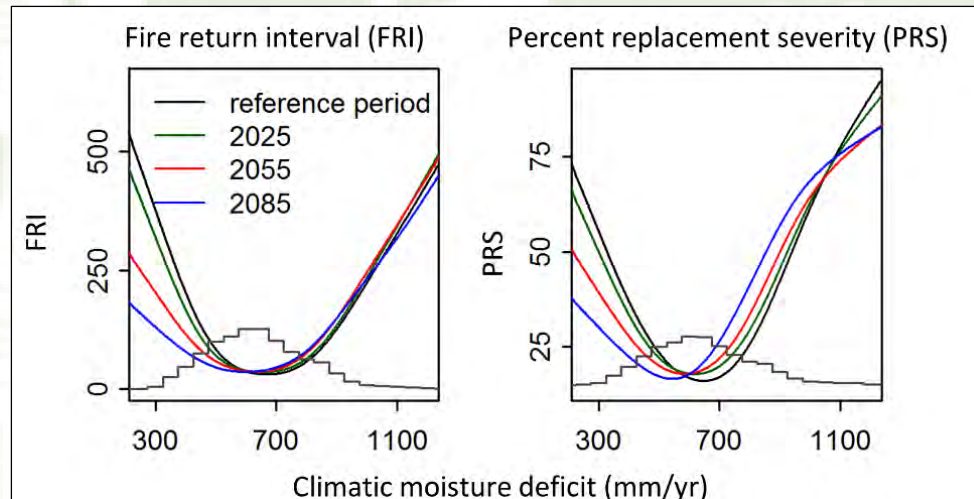 Fire return interval (FRI)
Percent replacement severity (PRS)
reference period
2025
2055
2085
FRI
500
250
0
300
700
1100
PRS
75
50
25
300
700
1100
Climatic moisture deficit (mm/yr)